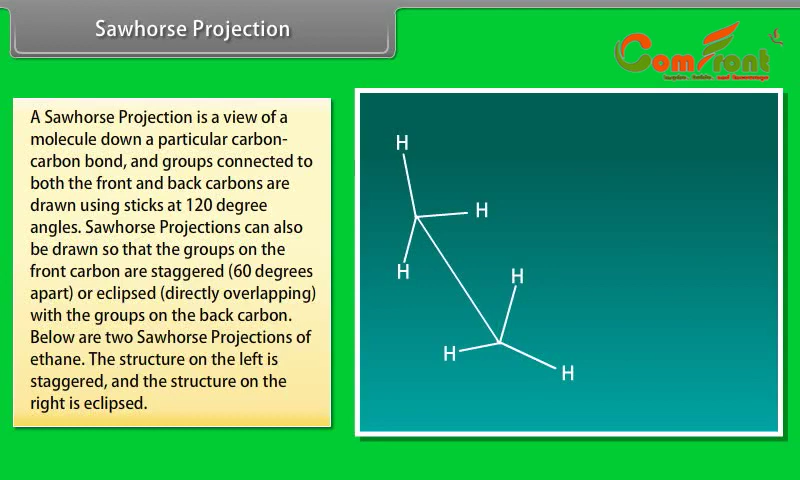 Sawhorse Projection
ComFront
A Sawhorse Projection is a view of a
molecule down a particular carbon-
carbon bond, and groups connected to
both the front and back carbons are
drawn using sticks at 120 degree
angles. Sawhorse Projections can also
be drawn so that the groups on the
front carbon are staggered (60 degrees
apart) or eclipsed (directly overlapping)
with the groups on the back carbon.
Below are two Sawhorse Projections of
ethane. The structure on the left is
staggered, and the structure on the
right is eclipsed.
H
H
H
H
H
H